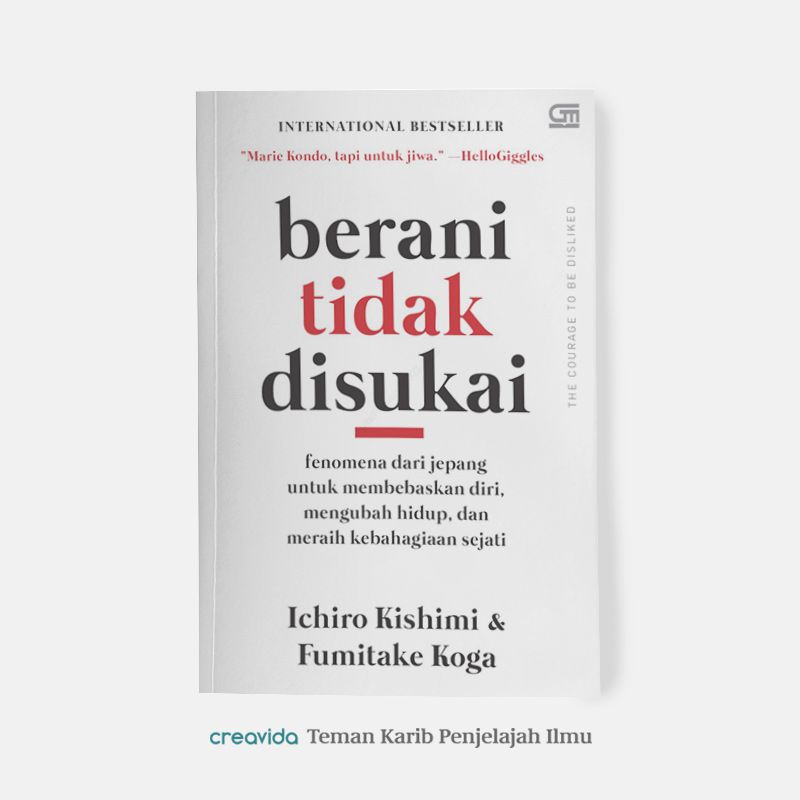 INTERNATIONAL BESTSELLER
"Marie Kondo, tapi untuk jiwa." —HelloGiggles
GM
berani
tidak
disukai
THE COURAGE TO BE DISLIKED
fenomena dari jepang
untuk membebaskan diri,
mengubah hidup, dan
meraih kebahagiaan sejati
Ichiro Kishimi &
Fumitake Koga
creavida Teman Karib Penjelajah Ilmu